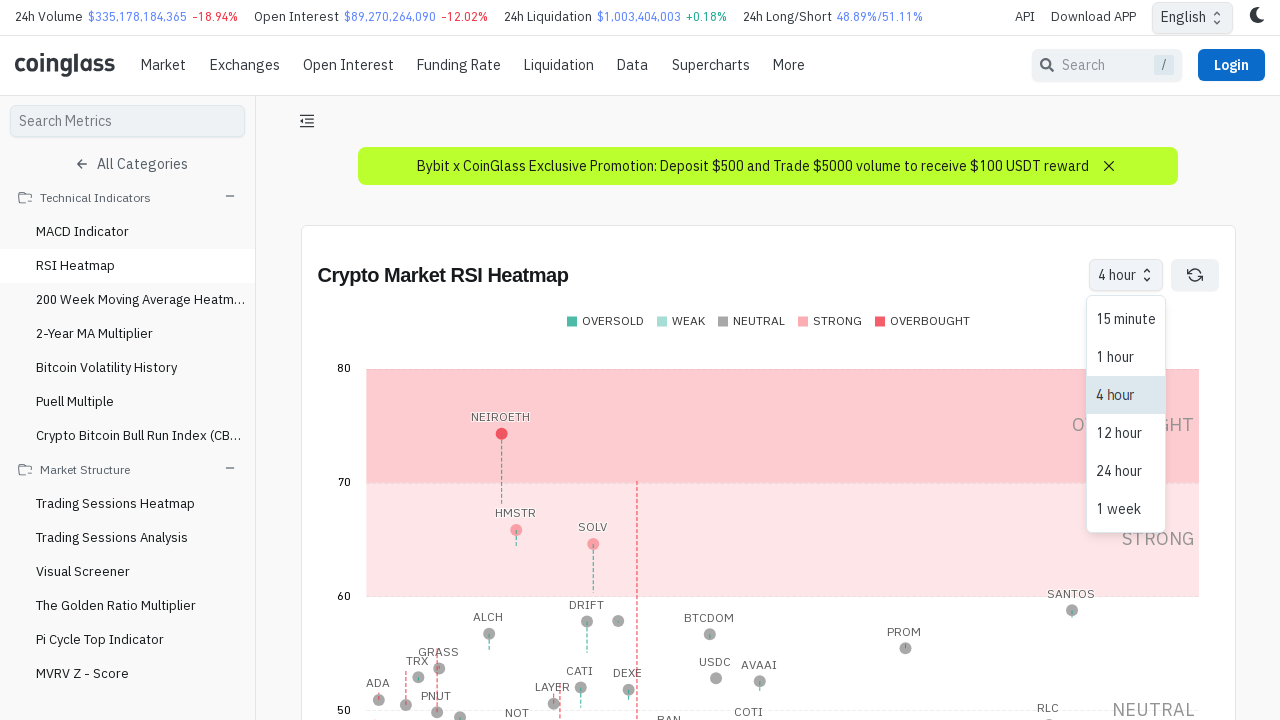 24h Volume $335,178,184,365 -18.94% Open Interest $89,270,264,090 -12.02% 24h Liquidation $1,003,404,003 +0.18% 24h Long/Short 48.89%/51.11% API Download APP English
coinglass Market Exchanges Open Interest Funding Rate Liquidation Data Supercharts More Search / Login
Search Metrics
All Categories
Technical Indicators
MACD Indicator
RSI Heatmap
200 Week Moving Average Heatm...
2-Year MA Multiplier
Bitcoin Volatility History
Puell Multiple
Crypto Bitcoin Bull Run Index (CB...
Market Structure
Trading Sessions Heatmap
Trading Sessions Analysis
Visual Screener
The Golden Ratio Multiplier
Pi Cycle Top Indicator
MVRV Z - Score
Bybit x CoinGlass Exclusive Promotion: Deposit $500 and Trade $5000 volume to receive $100 USDT reward
Crypto Market RSI Heatmap
4 hour
15 minute
1 hour
4 hour
12 hour
24 hour
1 week
OVERSOLD WEAK NEUTRAL STRONG OVERBOUGHT
80
NEIROETH
70
HMSTR
SOLV
STRONG
60
SANTOS
DRIFT
ALCH
BTCDOM
PROM
GRASS
TRX
USDC
AVAAI
CATI
DEXE
ADA
LAYER
PNUT
50
NOT
COTI
RLC
NEUTRAL